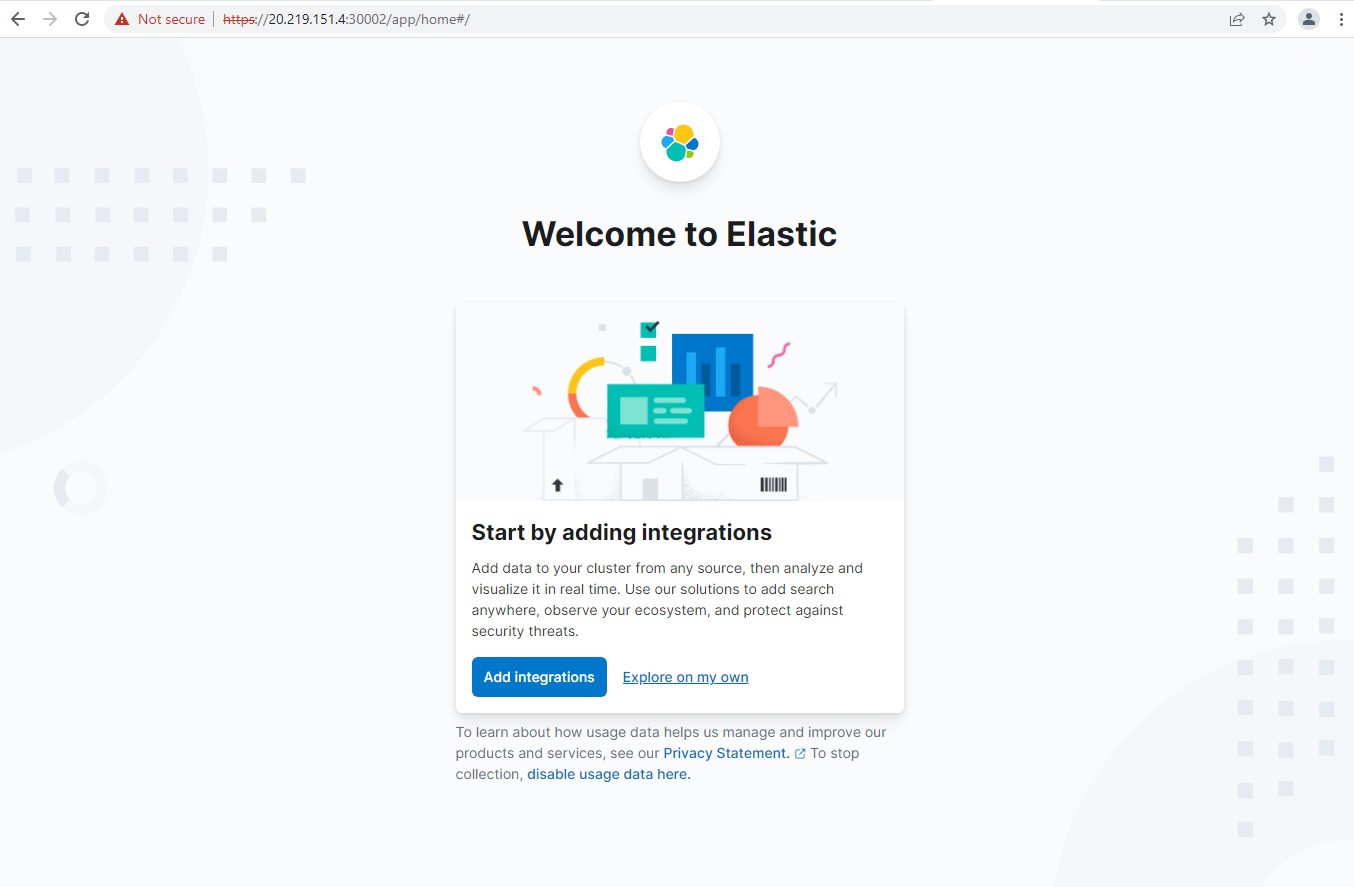 Not secure | https://20.219.151.4:30002/app/home#/
Welcome to Elastic
Start by adding integrations
Add data to your cluster from any source, then analyze and
visualize it in real time. Use our solutions to add search
anywhere, observe your ecosystem, and protect against
security threats.
Add integrations Explore on my own
To learn about how usage data helps us manage and improve our
products and services, see our Privacy Statement. To stop
collection, disable usage data here.